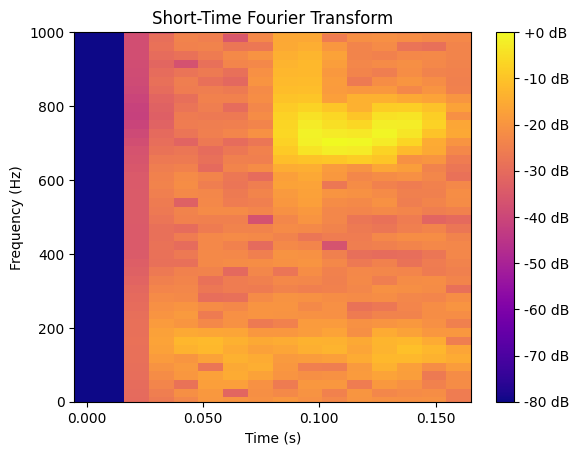 Short-Time Fourier Transform
1000
800
600
400
200
0
Frequency (Hz)
0.000
0.050
0.100
0.150
Time (s)
+0 dB
-10 dB
-20 dB
-30 dB
-40 dB
-50 dB
-60 dB
-70 dB
-80 dB